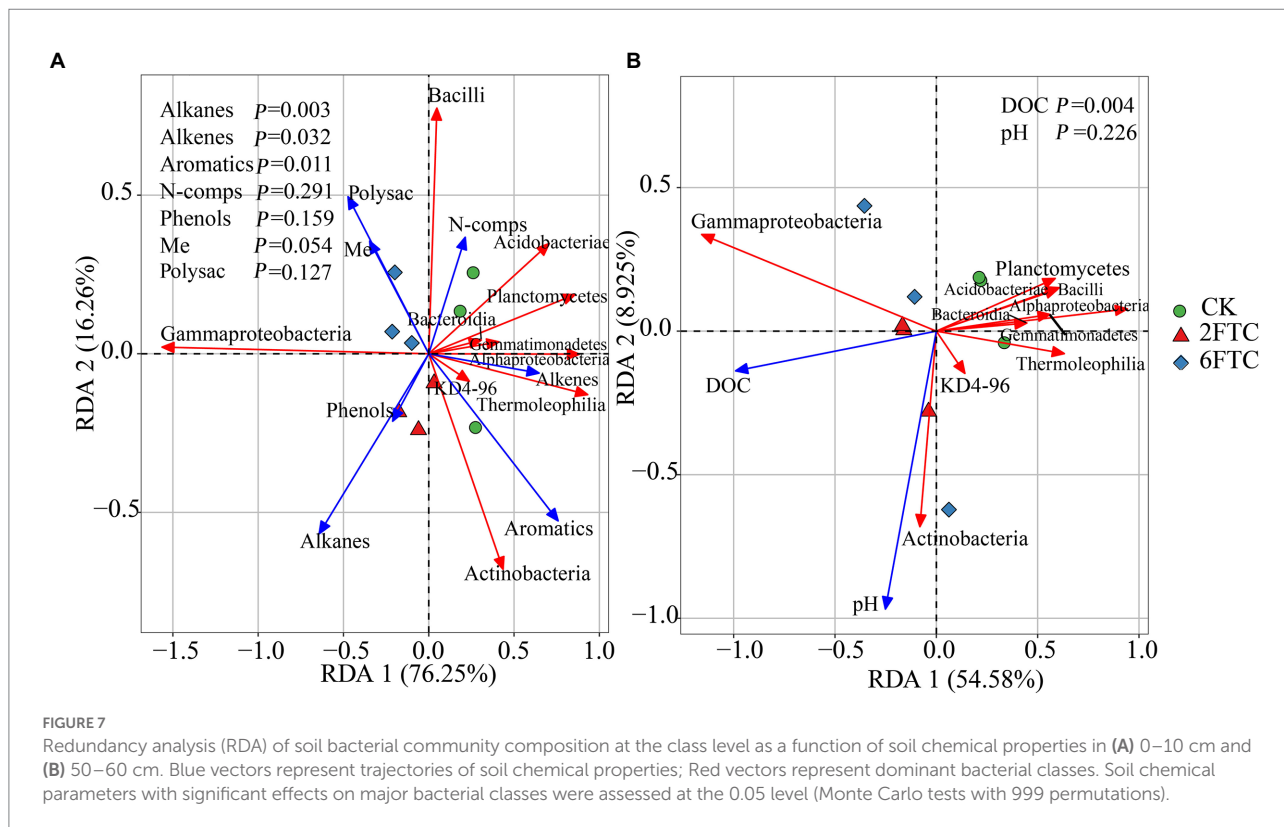 A
Alkanes P=0.003
Alkenes P=0.032
Aromatics P=0.011
N-comps P=0.291
Phenols P=0.159
Me P=0.054
Polysac P=0.127
Bacilli
Polysac
N-comps
Me
Acidobacteriae
Planctomycetes
Bacteroidia
Gammaproteobacteria
Gemmatimonadetes
Alphaproteobacteria
Alkenes
KD4-96
Thermoleophilia
Phenols
Alkanes
Aromatics
Actinobacteria
0.5
0.0
−0.5
RDA 2 (16.26%)
−1.5 −1.0 −0.5 0.0 0.5 1.0
RDA 1 (76.25%)
B
DOC P=0.004
pH P=0.226
Gammaproteobacteria
Planctomycetes
Acidobacteriae
Bacilli
Alphaproteobacteria
Bacteroidia
Gemmatimonadetes
Thermoleophilia
DOC
KD4-96
Actinobacteria
pH
0.5
0.0
−0.5
−1.0
RDA 2 (8.925%)
−1.0 −0.5 0.0 0.5 1.0
RDA 1 (54.58%)
CK
2FTC
6FTC
FIGURE 7
Redundancy analysis (RDA) of soil bacterial community composition at the class level as a function of soil chemical properties in (A) 0–10 cm and
(B) 50–60 cm. Blue vectors represent trajectories of soil chemical properties; Red vectors represent dominant bacterial classes. Soil chemical
parameters with significant effects on major bacterial classes were assessed at the 0.05 level (Monte Carlo tests with 999 permutations).